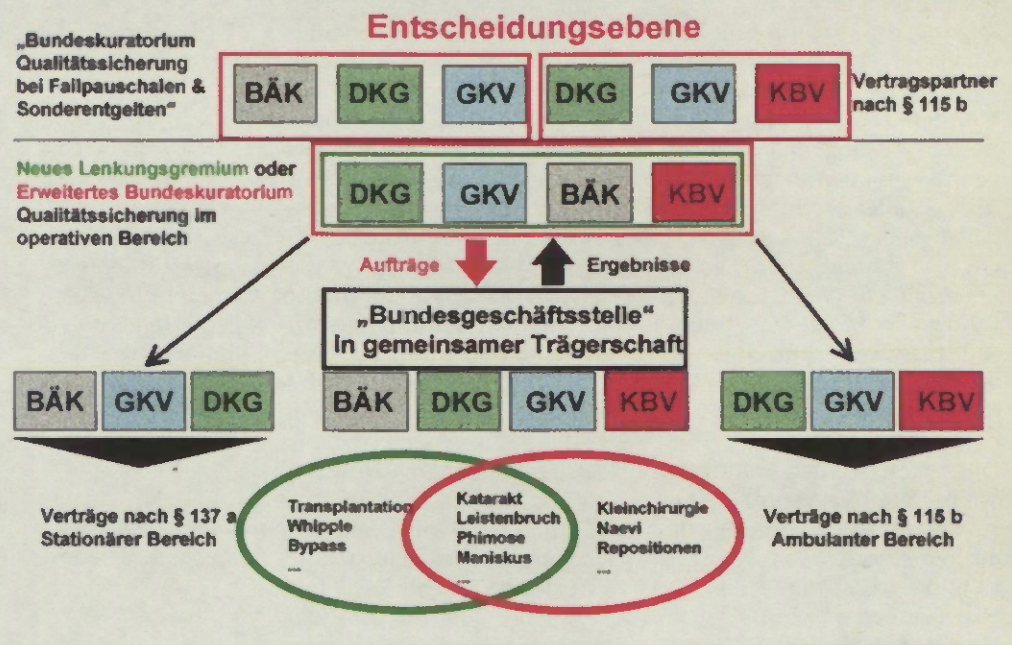 Entscheidungsebene
„Bundeskuratorium
Qualitätssicherung
bei Fallpauschalen &
Sonderentgelten“
BÄK DKG GKV DKG GKV KBV
Vertragspartner
nach § 115 b
Neues Lenkungsgremium oder
Erweitertes Bundeskuratorium
Qualitätssicherung im
operativen Bereich
DKG GKV BÄK KBV
Aufträge
Ergebnisse
„Bundesgeschäftsstelle“
in gemeinsamer Trägerschaft
BÄK GKV DKG
BÄK DKG GKV KBV
DKG GKV KBV
Verträge nach § 137 a
Stationärer Bereich
Transplantation
Whipple
Bypass
...
Katarakt
Leistenbruch
Phimose
Maniskus
...
Kleinchirurgie
Naevi
Repositionen
...
Verträge nach § 115 b
Ambulanter Bereich